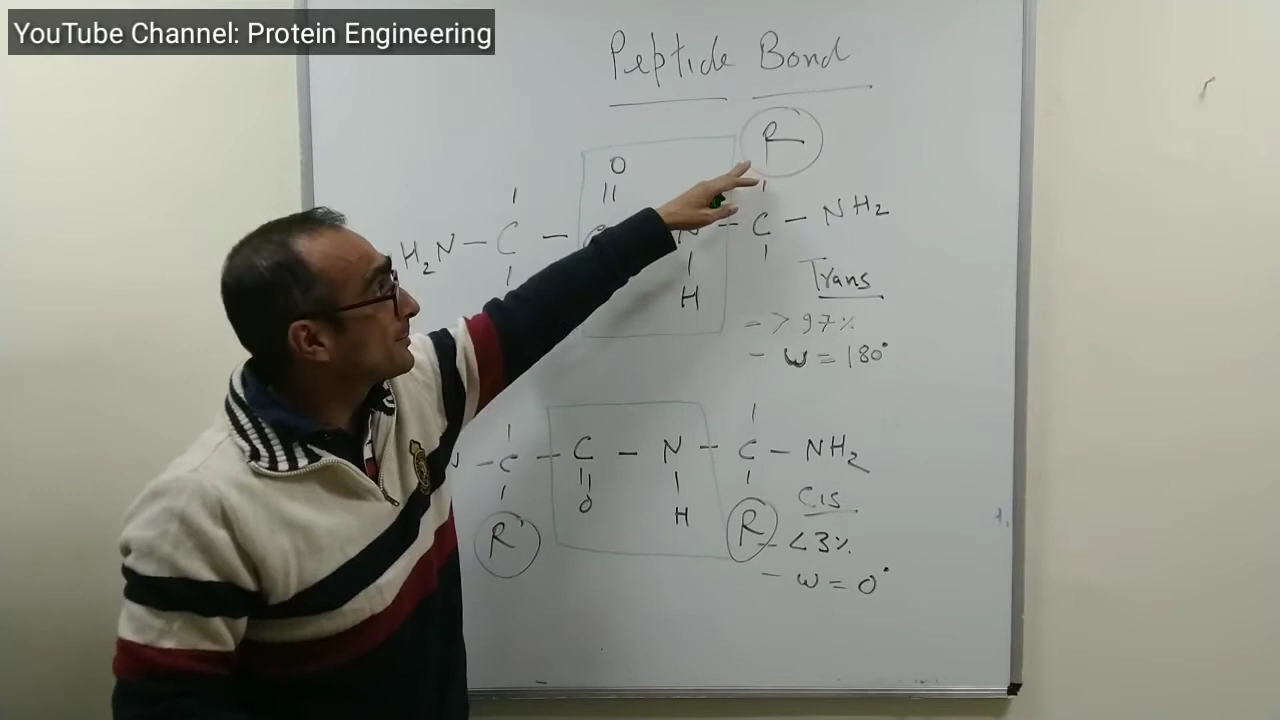 YouTube Channel: Protein Engineering
Peptide Bond
R
O
H2N - C - C - N - C - NH2
H
Trans
- > 97%
- ω = 180°
- C - C - N - C - NH2
O H
R' R
Cis
- < 3%
- ω = 0°